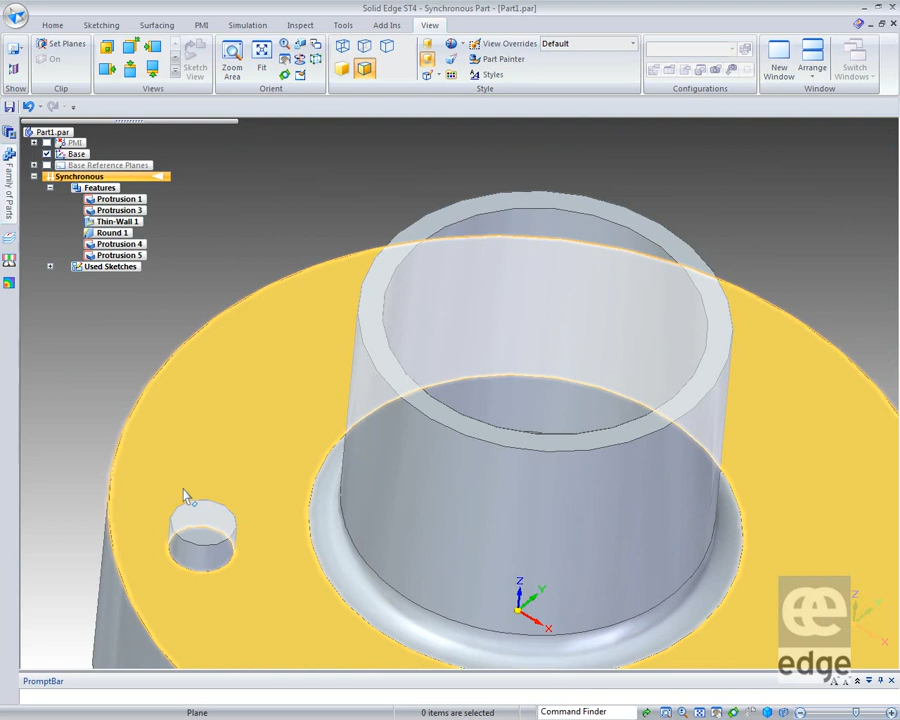 Solid Edge ST4 - Synchronous Part - [Part1.par]
Home Sketching Surfacing PMI Simulation Inspect Tools Add Ins View
Set Planes
On
Sketch View
Zoom Area
Fit
View Overrides
Default
Part Painter
Styles
New Window
Arrange
Switch Windows
Show Clip Views Orient Style Configurations Window
Part1.par
PMI
Base
Base Reference Planes
Synchronous
Features
Protrusion 1
Protrusion 3
Thin-Wall 1
Round 1
Protrusion 4
Protrusion 5
Used Sketches
Family of Parts
Z
Y
X
Z
Y
X
ee
edge
PromptBar
Plane
0 items are selected
Command Finder